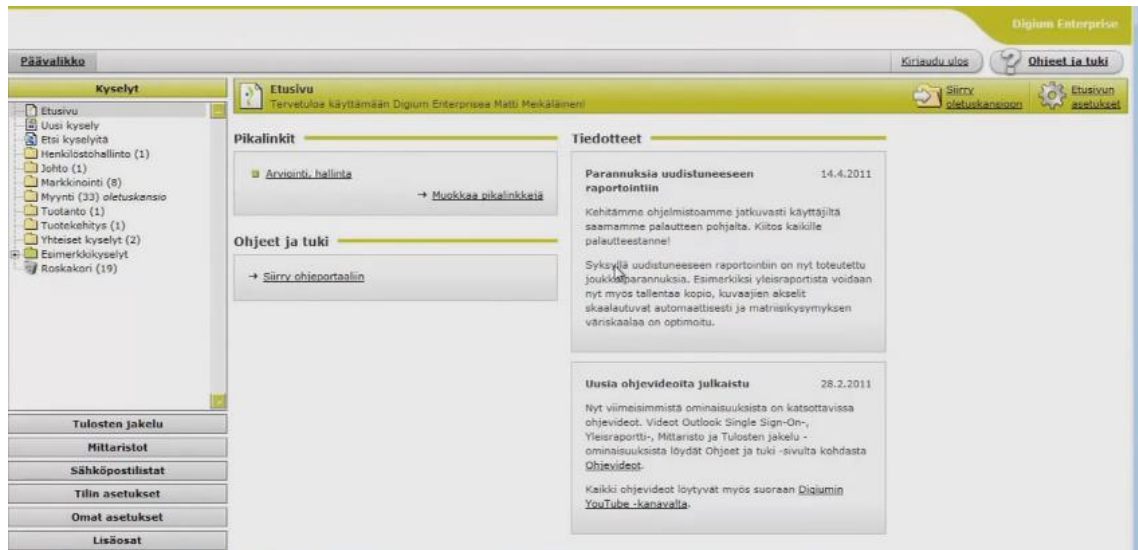 Digium Enterprise
Päävalikko
Kirjaudu ulos
Ohjeet ja tuki
Kyselyt
Etusivu
Uusi kysely
Etsi kyselyitä
Henkilöstöhallinto (1)
Johto (1)
Markkinointi (8)
Myynti (33) oletuskansio
Tuotanto (1)
Tuotekehitys (1)
Yhteiset kyselyt (2)
Esimerkkikyselyt
Roskakori (19)
Tulosten jakelu
Mittaristot
Sähköpostilistat
Tilin asetukset
Omat asetukset
Lisäosat
Etusivu
Tervetuloa käyttämään Digium Enterprisea Matti Meikäläinen!
Siirry
oletuskansioon
Etusivun
asetukset
Pikalinkit
Arviointi, hallinta
→ Muokkaa pikalinkkejä
Ohjeet ja tuki
→ Siirry ohjeportaaliin
Tiedotteet
Parannuksia uudistuneeseen 14.4.2011
raportointiin
Kehitämme ohjelmistoamme jatkuvasti käyttäjiltä
saamamme palautteen pohjalta. Kiitos kaikille
palautteestanne!
Syksyllä uudistuneeseen raportointiin on nyt toteutettu
joukko parannuksia. Esimerkiksi yleisraportista voidaan
nyt myös tallentaa kopio, kuvaajien akselit
skaalautuvat automaattisesti ja matriisikysymyksen
väriskaalaa on optimoitu.
Uusia ohjevideoita julkaistu 28.2.2011
Nyt viimeisimmistä ominaisuuksista on katsottavissa
ohjevideot. Videot Outlook Single Sign-On-,
Yleisraportti-, Mittaristo ja Tulosten jakelu -
ominaisuuksista löydät Ohjeet ja tuki -sivulta kohdasta
Ohjevideot.
Kaikki ohjevideot löytyvät myös suoraan Digiumin
YouTube -kanavalta.